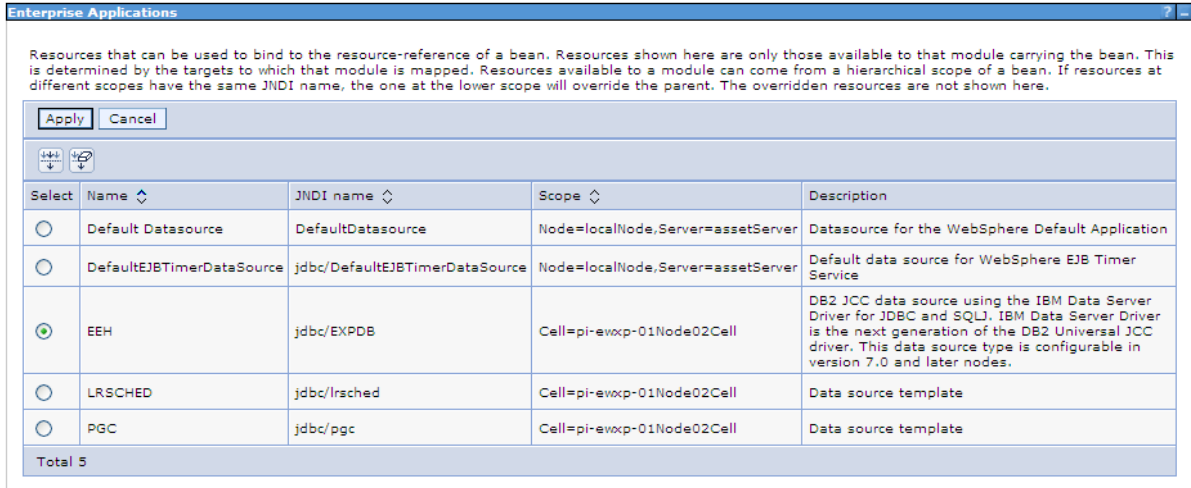 Enterprise Applications ? –
Resources that can be used to bind to the resource-reference of a bean. Resources shown here are only those available to that module carrying the bean. This
is determined by the targets to which that module is mapped. Resources available to a module can come from a hierarchical scope of a bean. If resources at
different scopes have the same JNDI name, the one at the lower scope will override the parent. The overridden resources are not shown here.
Apply Cancel
Select Name JNDI name Scope Description
Default Datasource DefaultDatasource Node=localNode,Server=assetServer Datasource for the WebSphere Default Application
DefaultEJBTimerDataSource jdbc/DefaultEJBTimerDataSource Node=localNode,Server=assetServer Default data source for WebSphere EJB Timer
Service
EEH jdbc/EXPDB Cell=pi-ewxp-01Node02Cell DB2 JCC data source using the IBM Data Server
Driver for JDBC and SQLJ. IBM Data Server Driver
is the next generation of the DB2 Universal JCC
driver. This data source type is configurable in
version 7.0 and later nodes.
LRSCHED jdbc/lrsched Cell=pi-ewxp-01Node02Cell Data source template
PGC jdbc/pgc Cell=pi-ewxp-01Node02Cell Data source template
Total 5